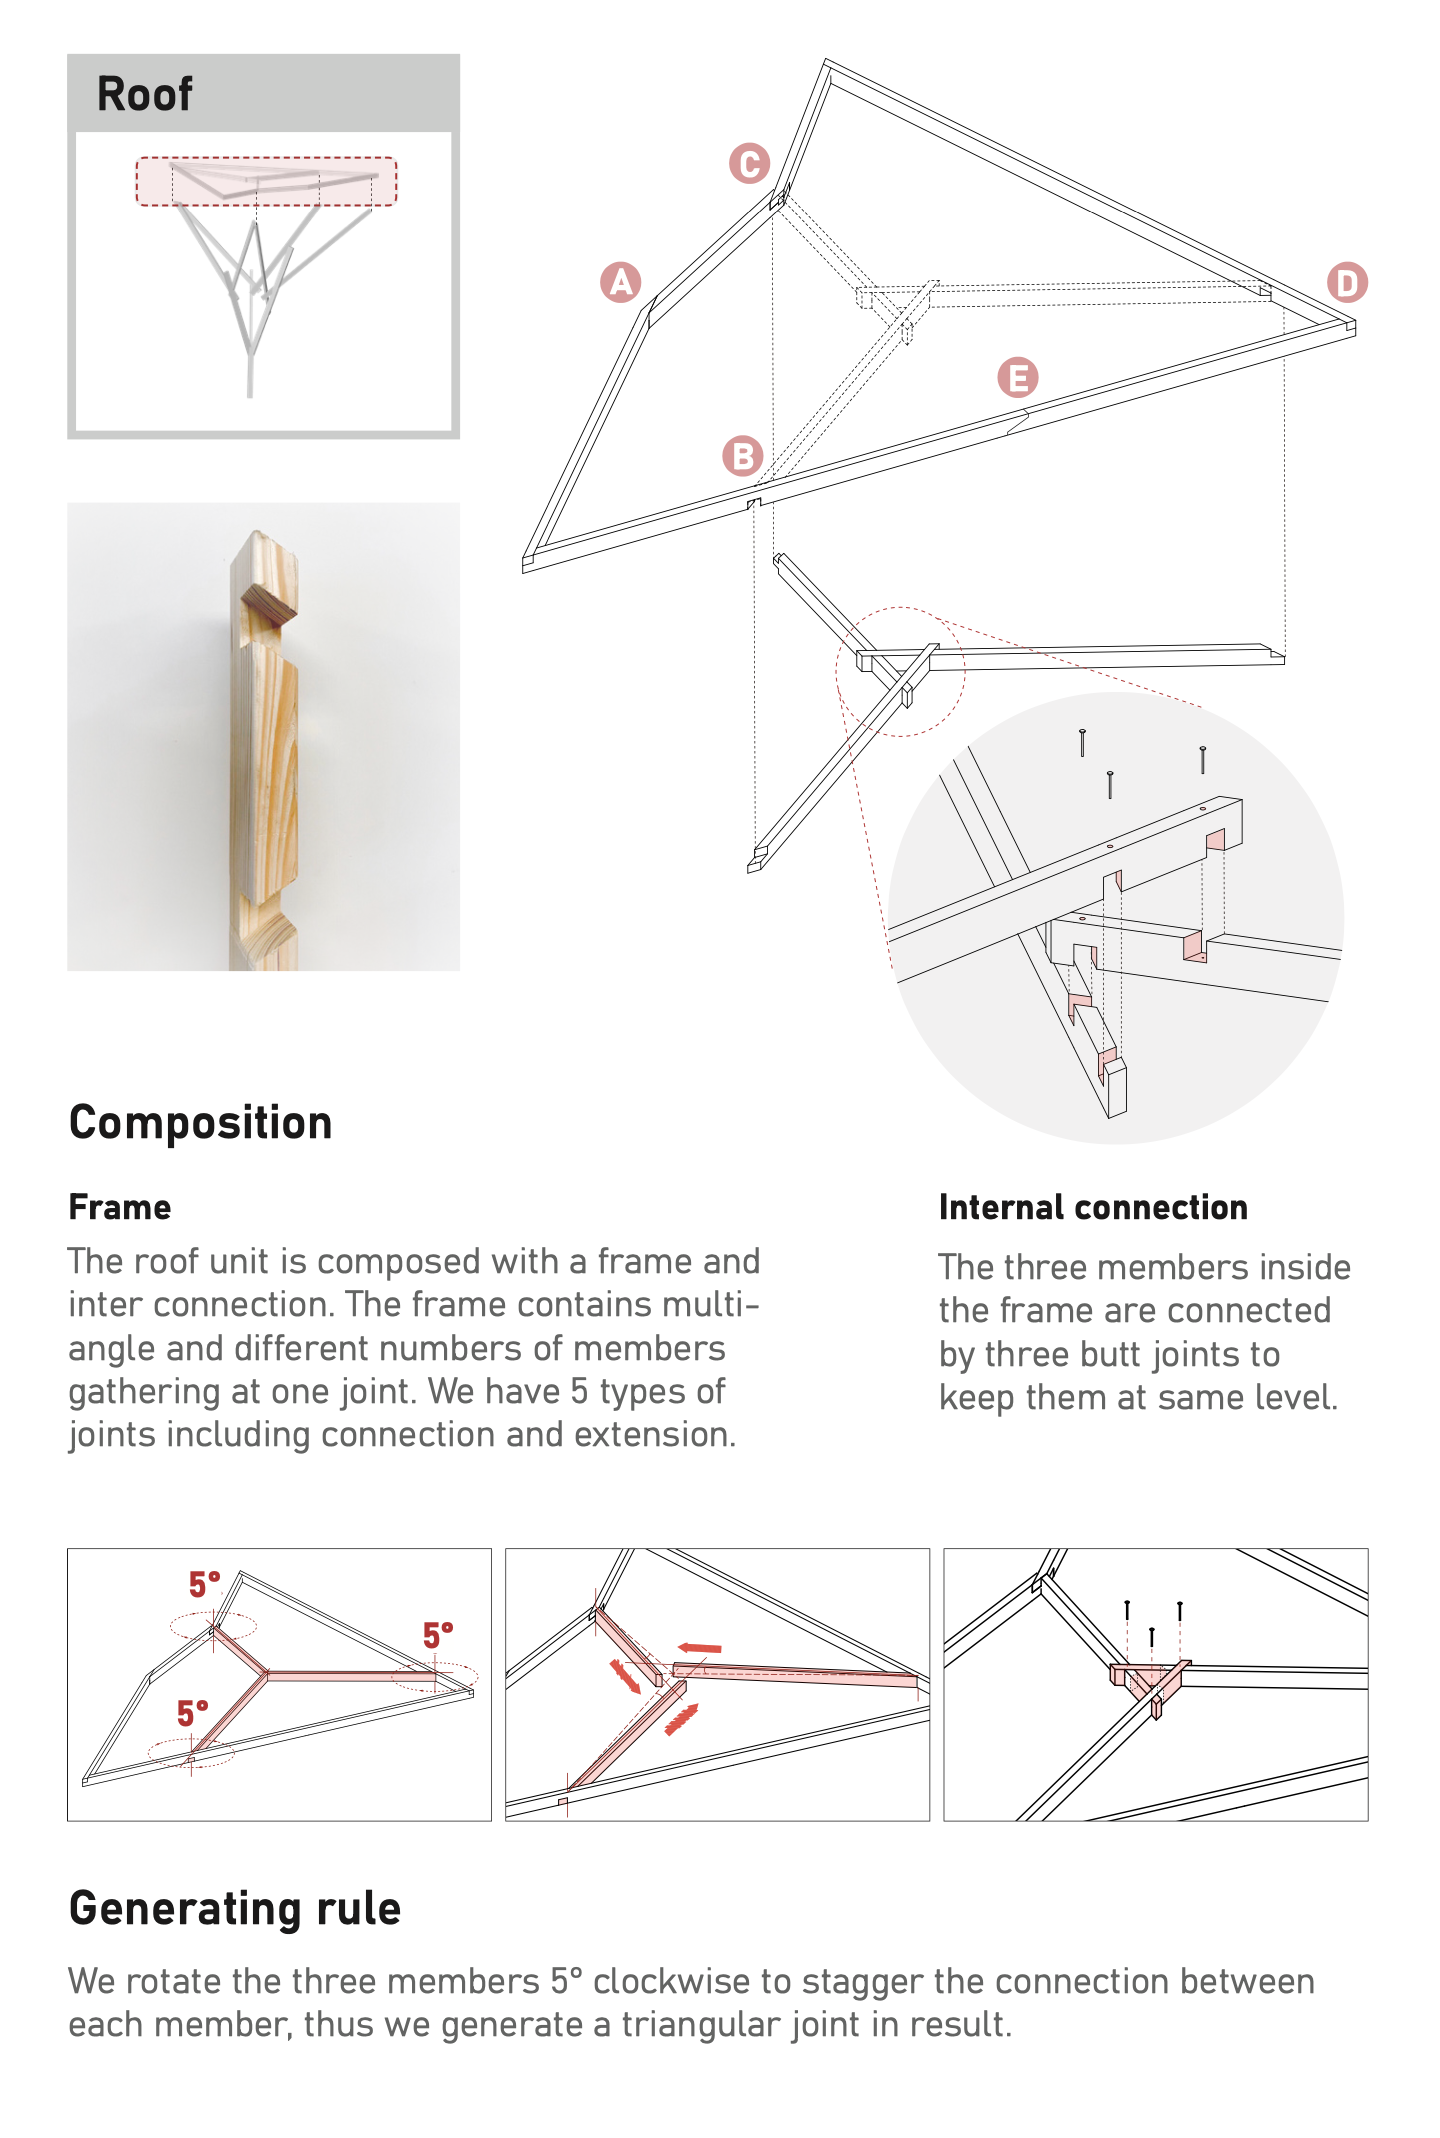 Roof
C
A
D
E
B
Composition
Frame
The roof unit is composed with a frame and
inter connection. The frame contains multi-
angle and different numbers of members
gathering at one joint. We have 5 types of
joints including connection and extension.
Internal connection
The three members inside
the frame are connected
by three butt joints to
keep them at same level.
5°
5°
5°
Generating rule
We rotate the three members 5° clockwise to stagger the connection between
each member, thus we generate a triangular joint in result.